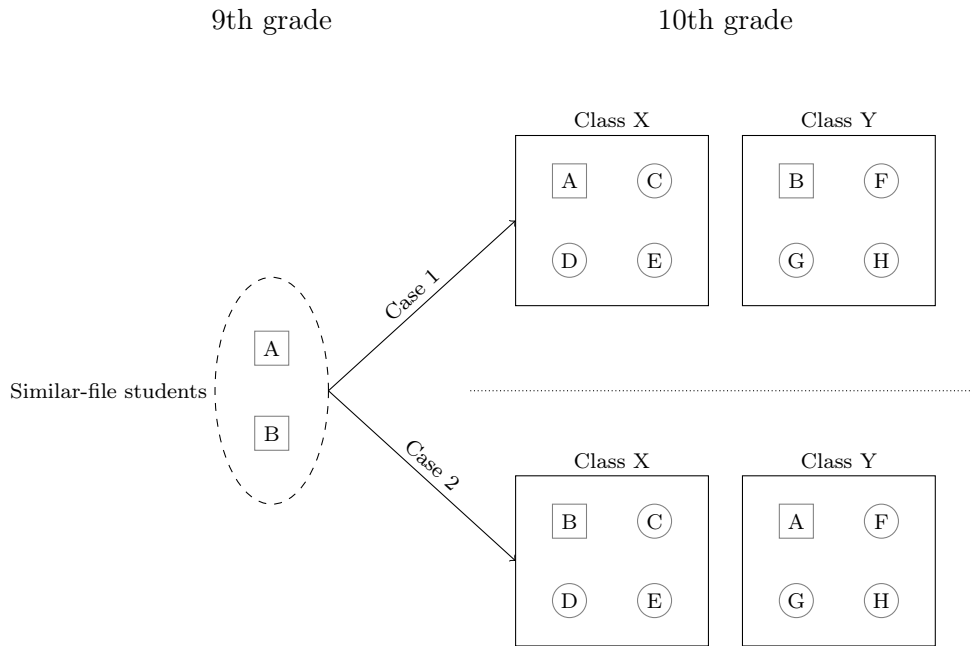 9th grade 10th grade
Class X Class Y
A C B F
D E G H
Case 1
A
Similar-file students
B
Case 2
Class X Class Y
B C A F
D E G H